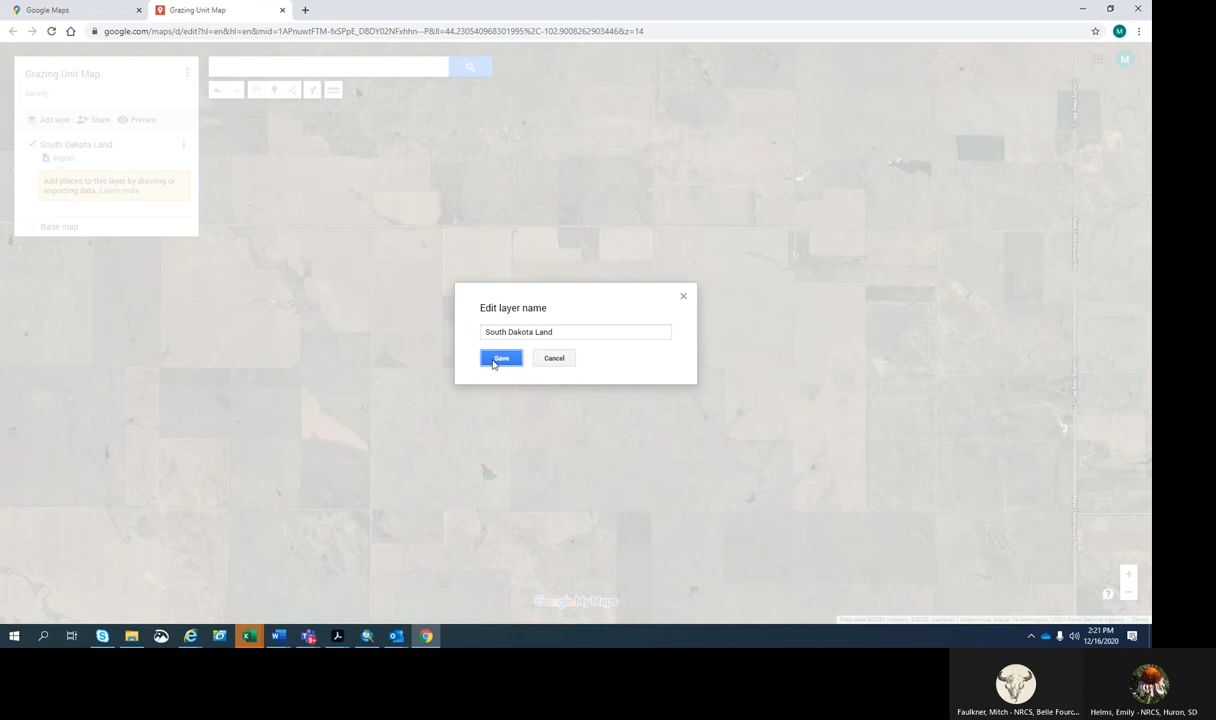 Google Maps
Grazing Unit Map
google.com/maps/d/edit?hl=en&hl=en&mid=1APnuwtFTM-fxSPpE_D8DY02NFxhhn--P&ll=44.230540968301995%2C-102.9008262903446&z=14
M
Grazing Unit Map
Saving...
M
Add layer
Share
Preview
South Dakota Land
Import
Add places to this layer by drawing or
importing data. Learn more
Base map
Edit layer name
South Dakota Land
Save
Cancel
Google My Maps
Terms
2:21 PM
12/16/2020
Faulkner, Mitch - NRCS, Belle Fourc...
Helms, Emily - NRCS, Huron, SD